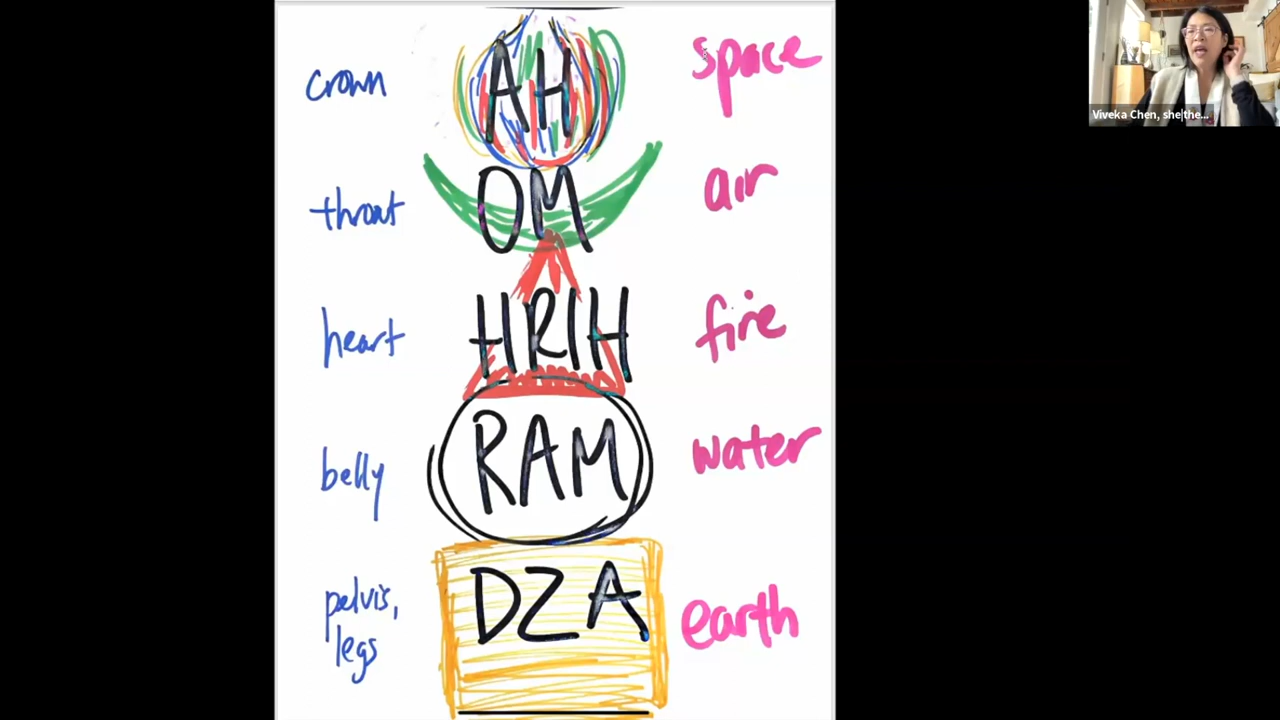 crown AH space
throat OM air
heart HRIH fire
belly RAM water
pelvis, DZA earth
legs
Viveka Chen, she|the...